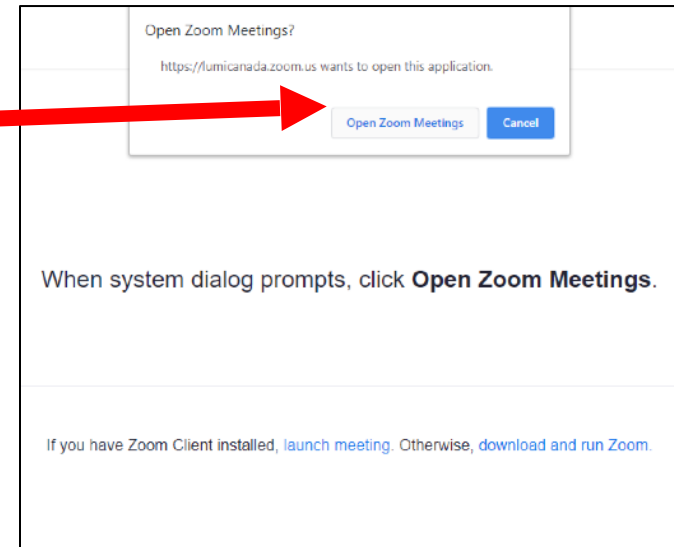 Open Zoom Meetings?
https://lumicanada.zoom.us wants to open this application.
Open Zoom Meetings Cancel
When system dialog prompts, click Open Zoom Meetings.
If you have Zoom Client installed, launch meeting. Otherwise, download and run Zoom.